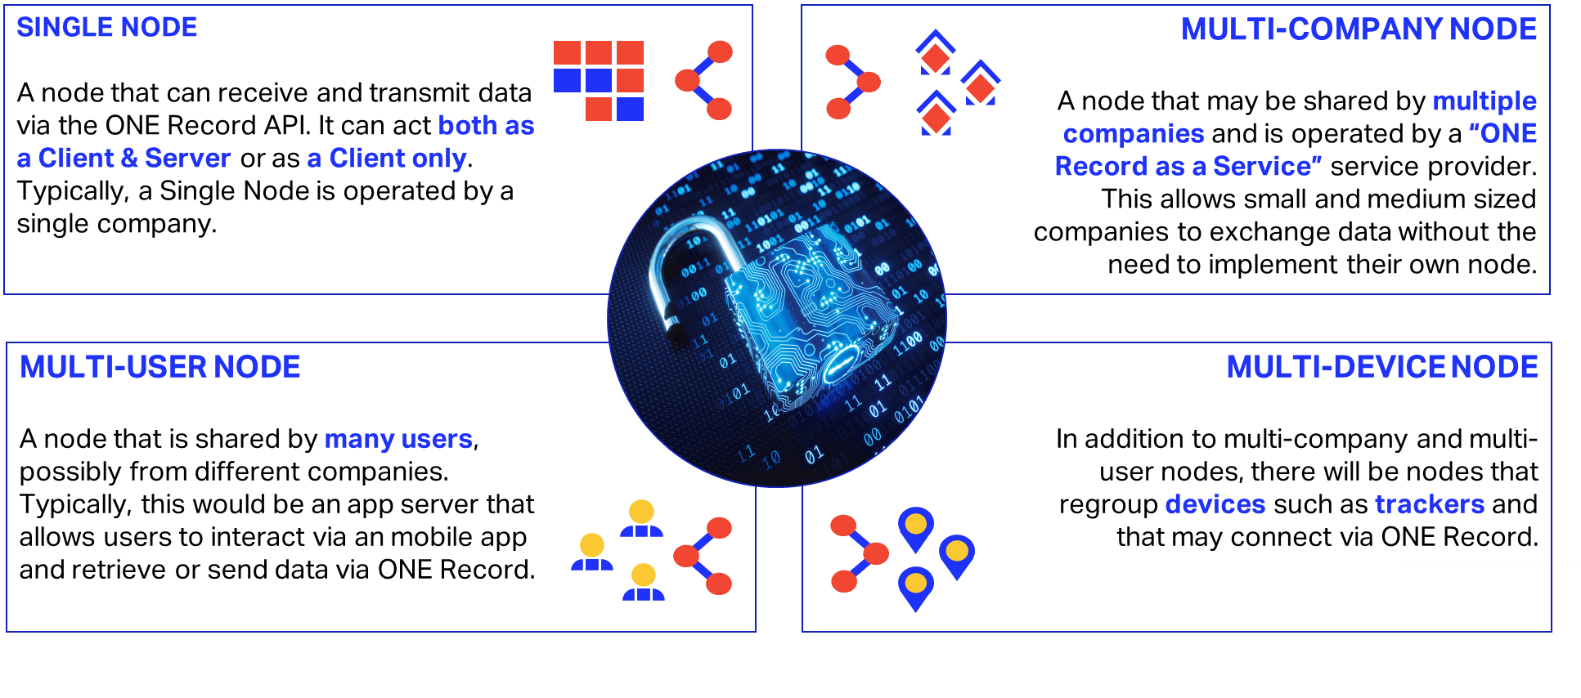 SINGLE NODE
A node that can receive and transmit data
via the ONE Record API. It can act both as
a Client & Server or as a Client only.
Typically, a Single Node is operated by a
single company.
MULTI-COMPANY NODE
A node that may be shared by multiple
companies and is operated by a “ONE
Record as a Service” service provider.
This allows small and medium sized
companies to exchange data without the
need to implement their own node.
MULTI-USER NODE
A node that is shared by many users,
possibly from different companies.
Typically, this would be an app server that
allows users to interact via an mobile app
and retrieve or send data via ONE Record.
MULTI-DEVICE NODE
In addition to multi-company and multi-
user nodes, there will be nodes that
regroup devices such as trackers and
that may connect via ONE Record.